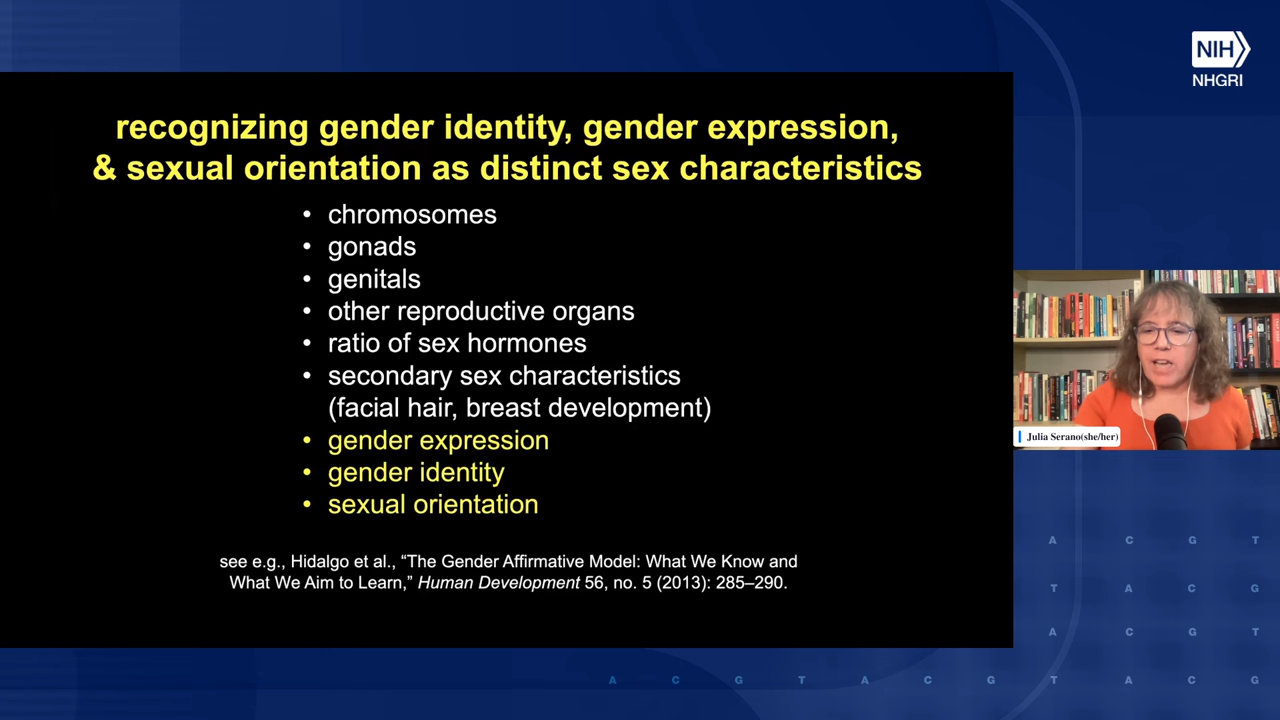 NIH
NHGRI
recognizing gender identity, gender expression,
& sexual orientation as distinct sex characteristics
• chromosomes
• gonads
• genitals
• other reproductive organs
• ratio of sex hormones
• secondary sex characteristics
(facial hair, breast development)
• gender expression
• gender identity
• sexual orientation
see e.g., Hidalgo et al., “The Gender Affirmative Model: What We Know and
What We Aim to Learn,” Human Development 56, no. 5 (2013): 285–290.
Julia Serano(she/her)
A C G T
T A C G
A C G T
A C G T A C G T A C G